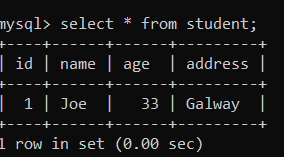 mysql> select * from student;
+----+------+------+---------+
| id | name | age  | address |
+----+------+------+---------+
|  1 | Joe  |   33 | Galway  |
+----+------+------+---------+
1 row in set (0.00 sec)